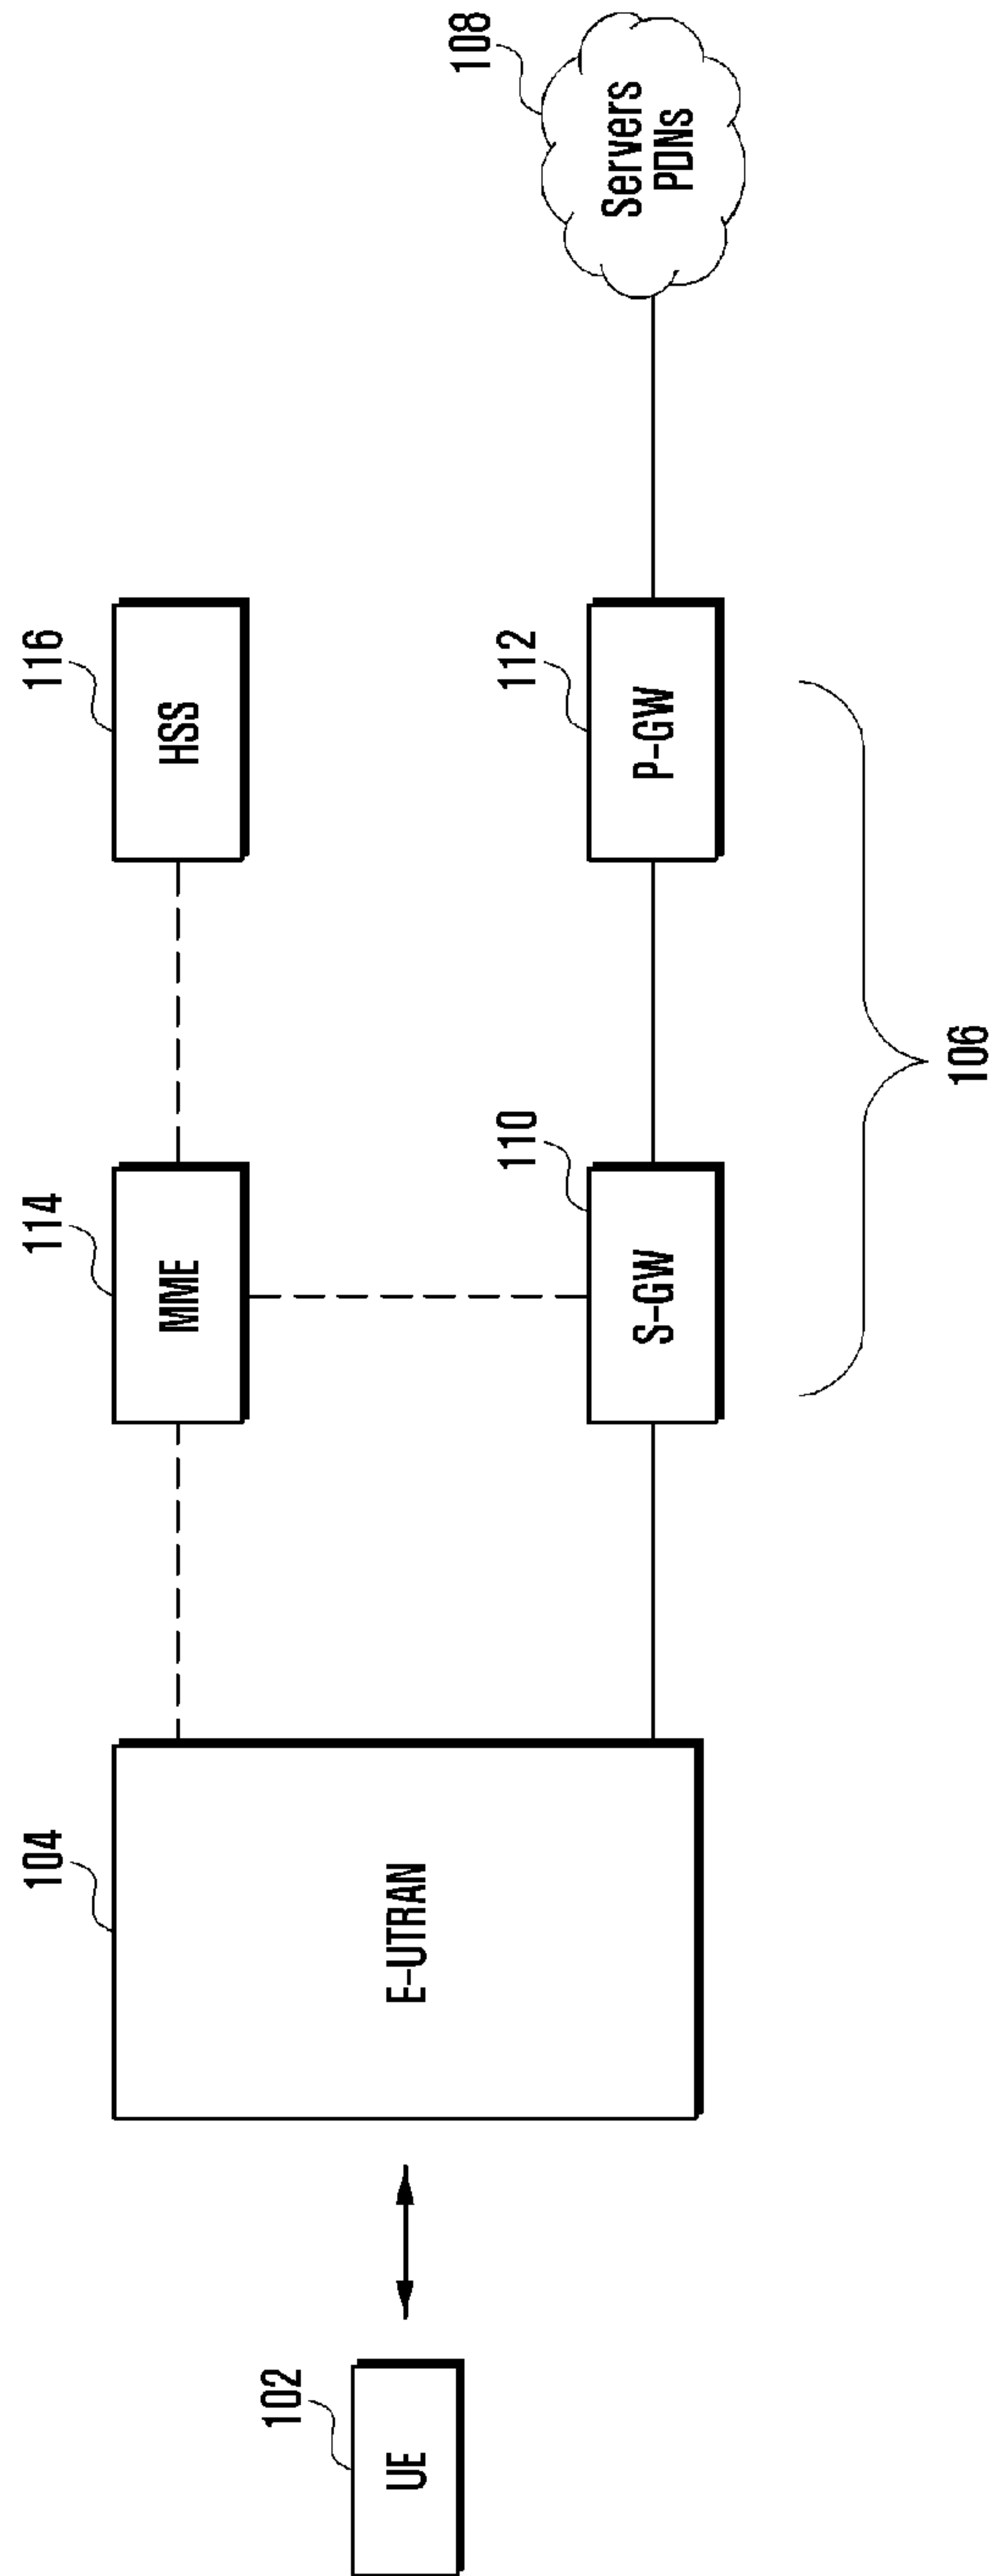 102
UE
104
E-UTRAN
114
MME
116
HSS
110
S-GW
112
P-GW
108
Servers
PDNs
106